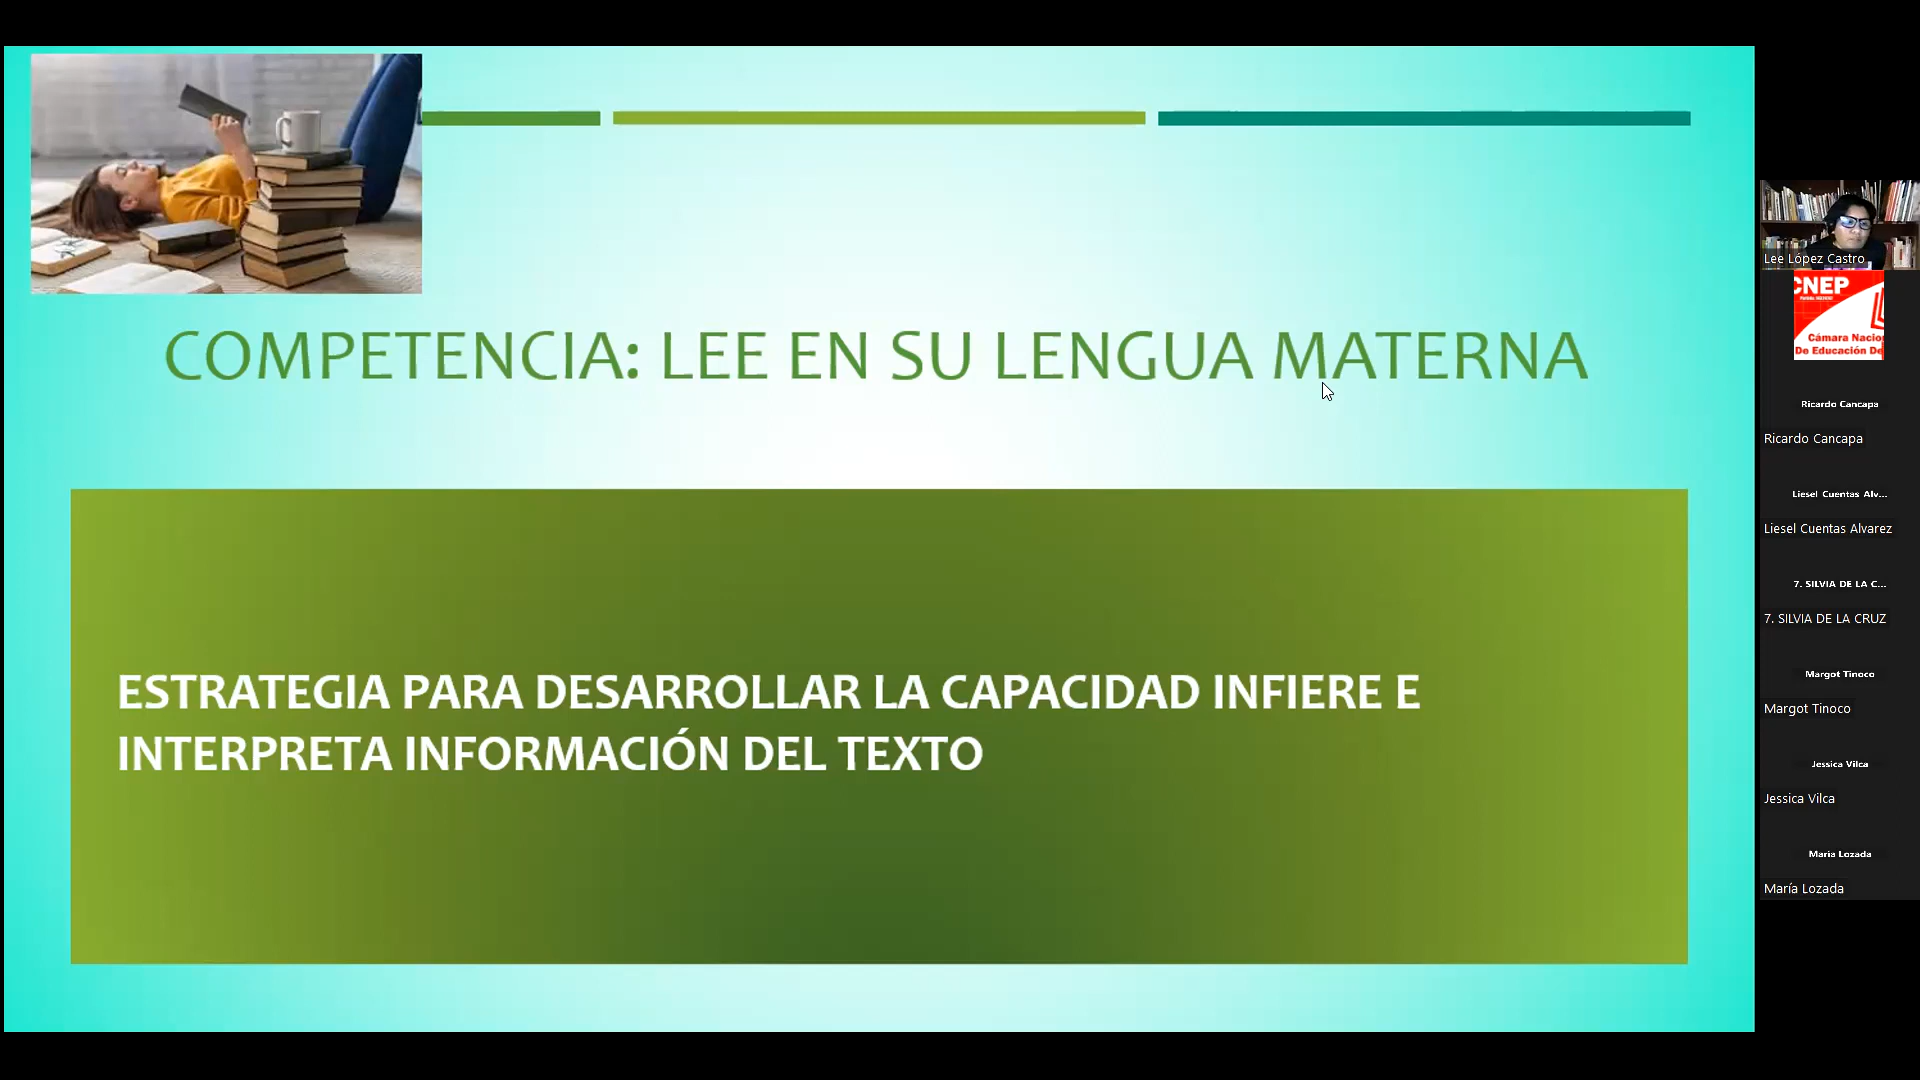 COMPETENCIA: LEE EN SU LENGUA MATERNA
ESTRATEGIA PARA DESARROLLAR LA CAPACIDAD INFIERE E
INTERPRETA INFORMACIÓN DEL TEXTO
Lee López Castro
CNEP
Cámara Nacio
De Educación De
Ricardo Cancapa
Ricardo Cancapa
Liesel Cuentas Alv...
Liesel Cuentas Alvarez
7. SILVIA DE LA C...
7. SILVIA DE LA CRUZ
Margot Tinoco
Margot Tinoco
Jessica Vilca
Jessica Vilca
María Lozada
María Lozada